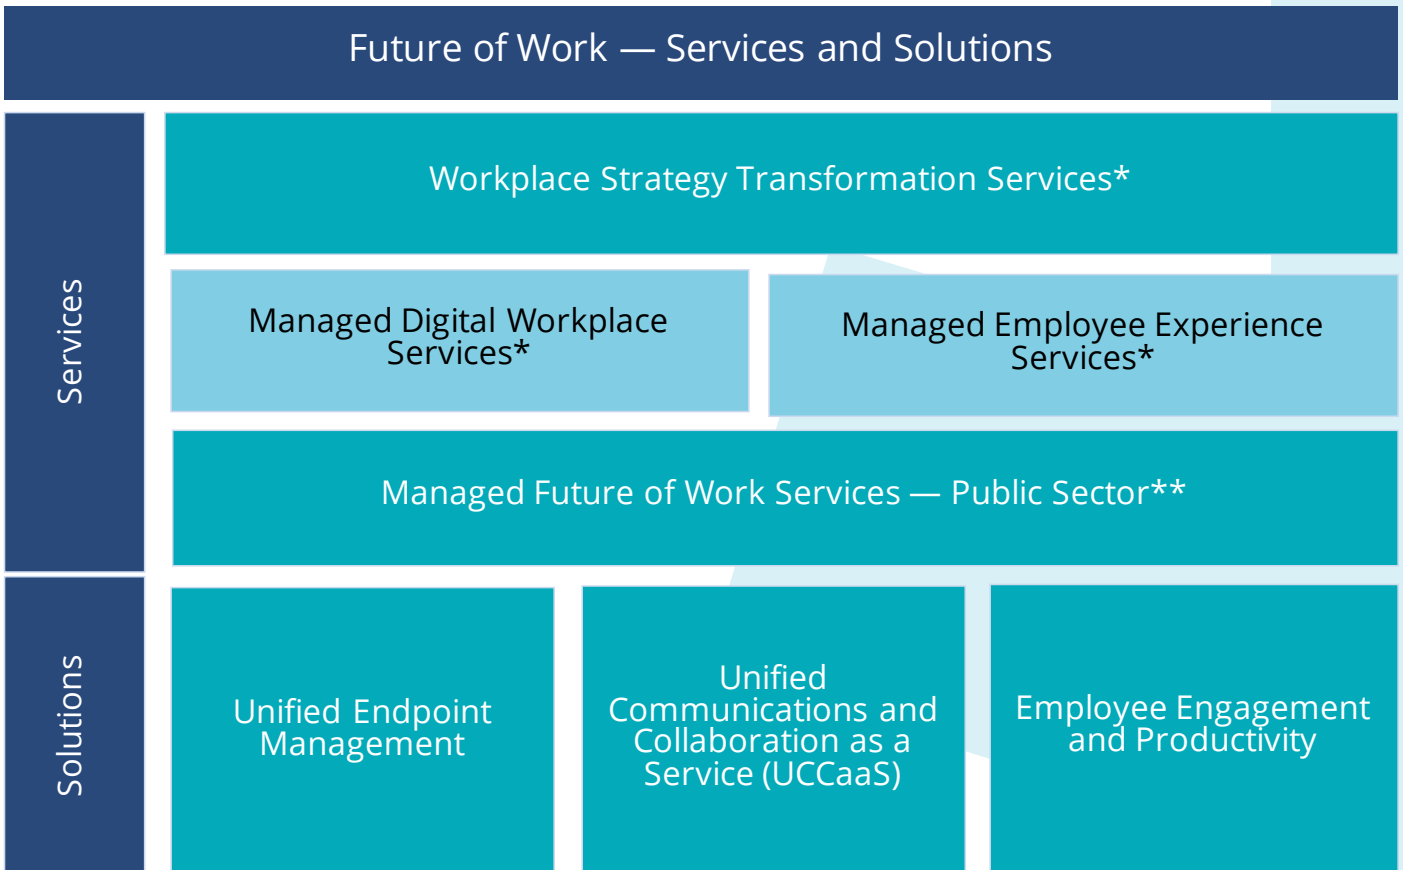 Future of Work — Services and Solutions
Services
Workplace Strategy Transformation Services*
Managed Digital Workplace
Services*
Managed Employee Experience
Services*
Managed Future of Work Services — Public Sector**
Solutions
Unified Endpoint
Management
Unified
Communications and
Collaboration as a
Service (UCCaaS)
Employee Engagement
and Productivity